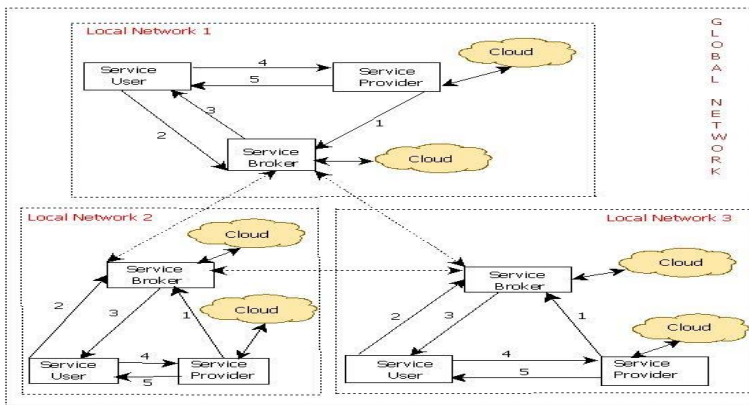 Local Network 1
GLOBAL NETWORK
Service
User
4
5
Service
Provider
Cloud
3
2
1
Service
Broker
Cloud
Local Network 2
Cloud
Service
Broker
2
3
1
Cloud
Service
User
4
5
Service
Provider
Local Network 3
Service
Broker
Cloud
2
3
1
Cloud
Service
User
4
5
Service
Provider